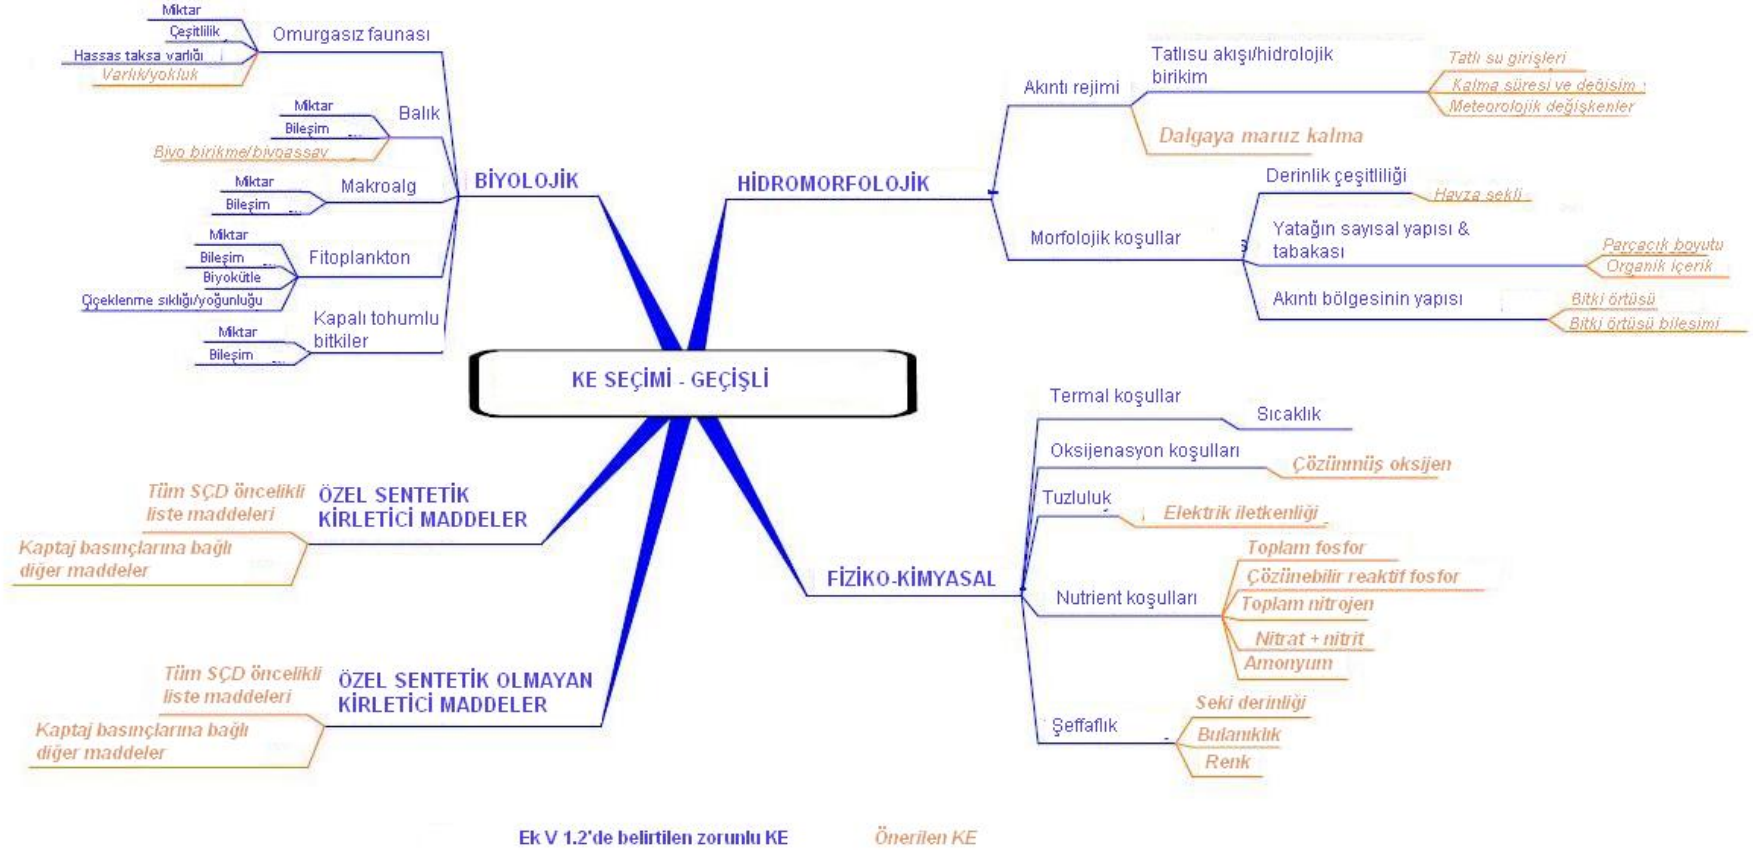 Miktar
Çeşitlilik
Hassas taksa varlığı
Varlık/yokluk
Omurgasız faunası
Miktar
Bileşim
Biyo birikme/biyoassay
Balık
Miktar
Bileşim
Makroalg
Miktar
Bileşim
Biyokütle
Çiçeklenme sıklığı/yoğunluğu
Fitoplankton
Miktar
Bileşim
Kapalı tohumlu
bitkiler
BİYOLOJİK
HİDROMORFOLOJİK
Akıntı rejimi
Tatlısu akışı/hidrolojik
birikim
Tatlı su girişleri
Kalma süresi ve değişim
Meteorolojik değişkenler
Dalgaya maruz kalma
Morfolojik koşullar
Derinlik çeşitliliği
Havza şekli
Yatağın sayısal yapısı &
tabakası
Parçacık boyutu
Organik içerik
Akıntı bölgesinin yapısı
Bitki örtüsü
Bitki örtüsü bileşimi
KE SEÇİMİ - GEÇİŞLİ
Tüm SÇD öncelikli
liste maddeleri
Kaptaj basınçlarına bağlı
diğer maddeler
ÖZEL SENTETİK
KİRLETİCİ MADDELER
Tüm SÇD öncelikli
liste maddeleri
Kaptaj basınçlarına bağlı
diğer maddeler
ÖZEL SENTETİK OLMAYAN
KİRLETİCİ MADDELER
FİZİKO-KİMYASAL
Termal koşullar
Sıcaklık
Oksijenasyon koşulları
Çözünmüş oksijen
Tuzluluk
Elektrik iletkenliği
Nutrient koşulları
Toplam fosfor
Çözünebilir reaktif fosfor
Toplam nitrojen
Nitrat + nitrit
Amonyum
Şeffaflık
Seki derinliği
Bulanıklık
Renk
Ek V 1.2'de belirtilen zorunlu KE
Önerilen KE